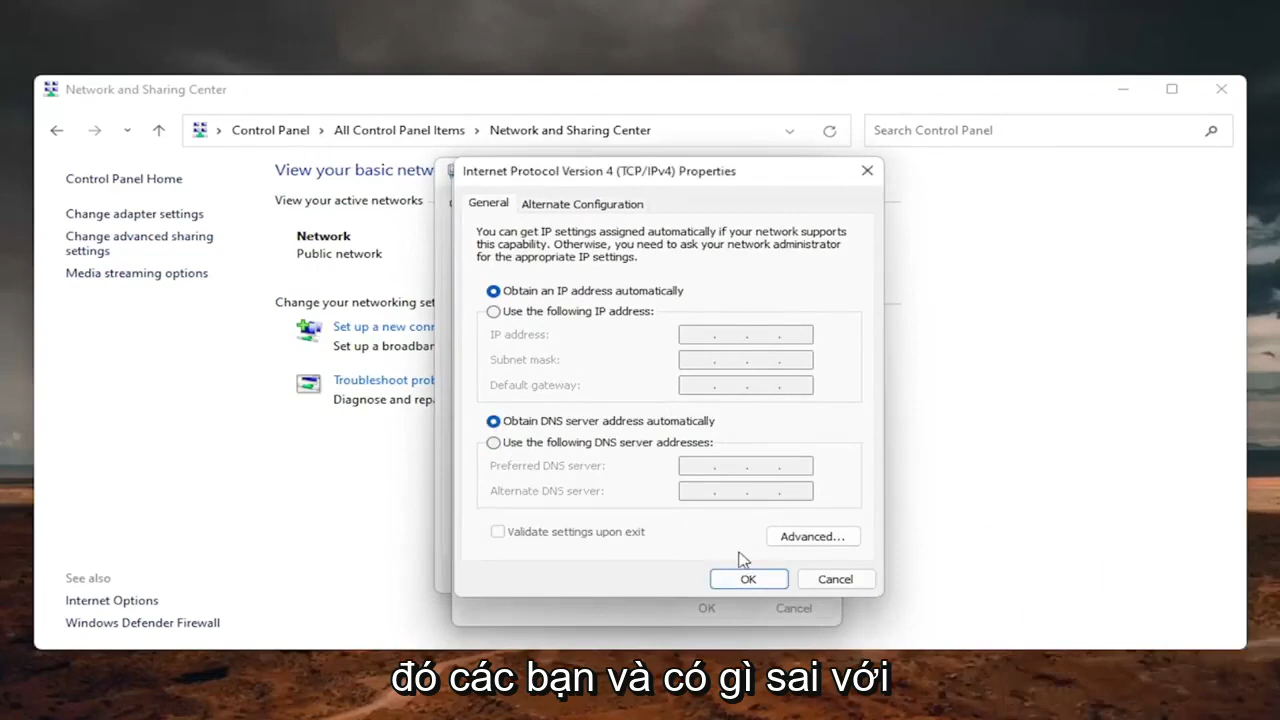 Network and Sharing Center
Control Panel > All Control Panel Items > Network and Sharing Center
Search Control Panel
Control Panel Home
Change adapter settings
Change advanced sharing
settings
Media streaming options
See also
Internet Options
Windows Defender Firewall
View your basic netw
View your active networks
Network
Public network
Change your networking set
Set up a new conn
Set up a broadban
Troubleshoot prob
Diagnose and repa
Internet Protocol Version 4 (TCP/IPv4) Properties
General
Alternate Configuration
You can get IP settings assigned automatically if your network supports
this capability. Otherwise, you need to ask your network administrator
for the appropriate IP settings.
Obtain an IP address automatically
Use the following IP address:
IP address:
Subnet mask:
Default gateway:
Obtain DNS server address automatically
Use the following DNS server addresses:
Preferred DNS server:
Alternate DNS server:
Validate settings upon exit
Advanced...
OK
Cancel
OK
Cancel
đó các bạn và có gì sai với